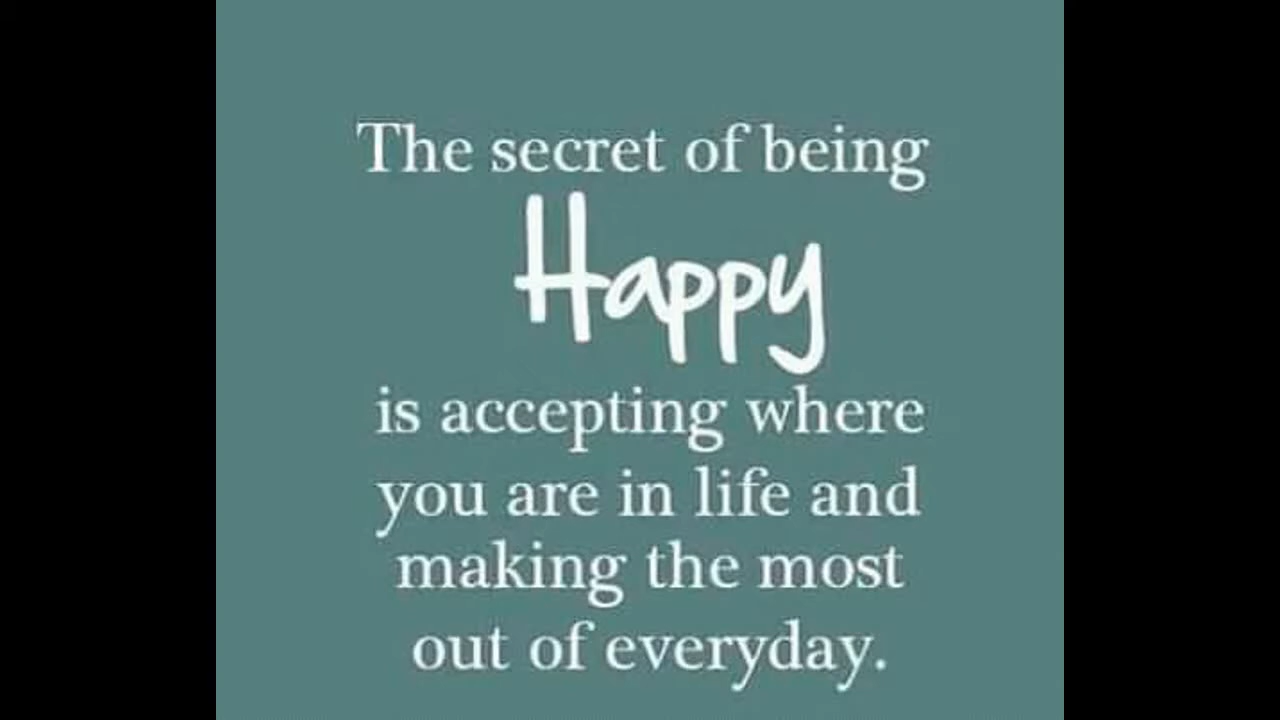 The secret of being
Happy
is accepting where
you are in life and
making the most
out of everyday.